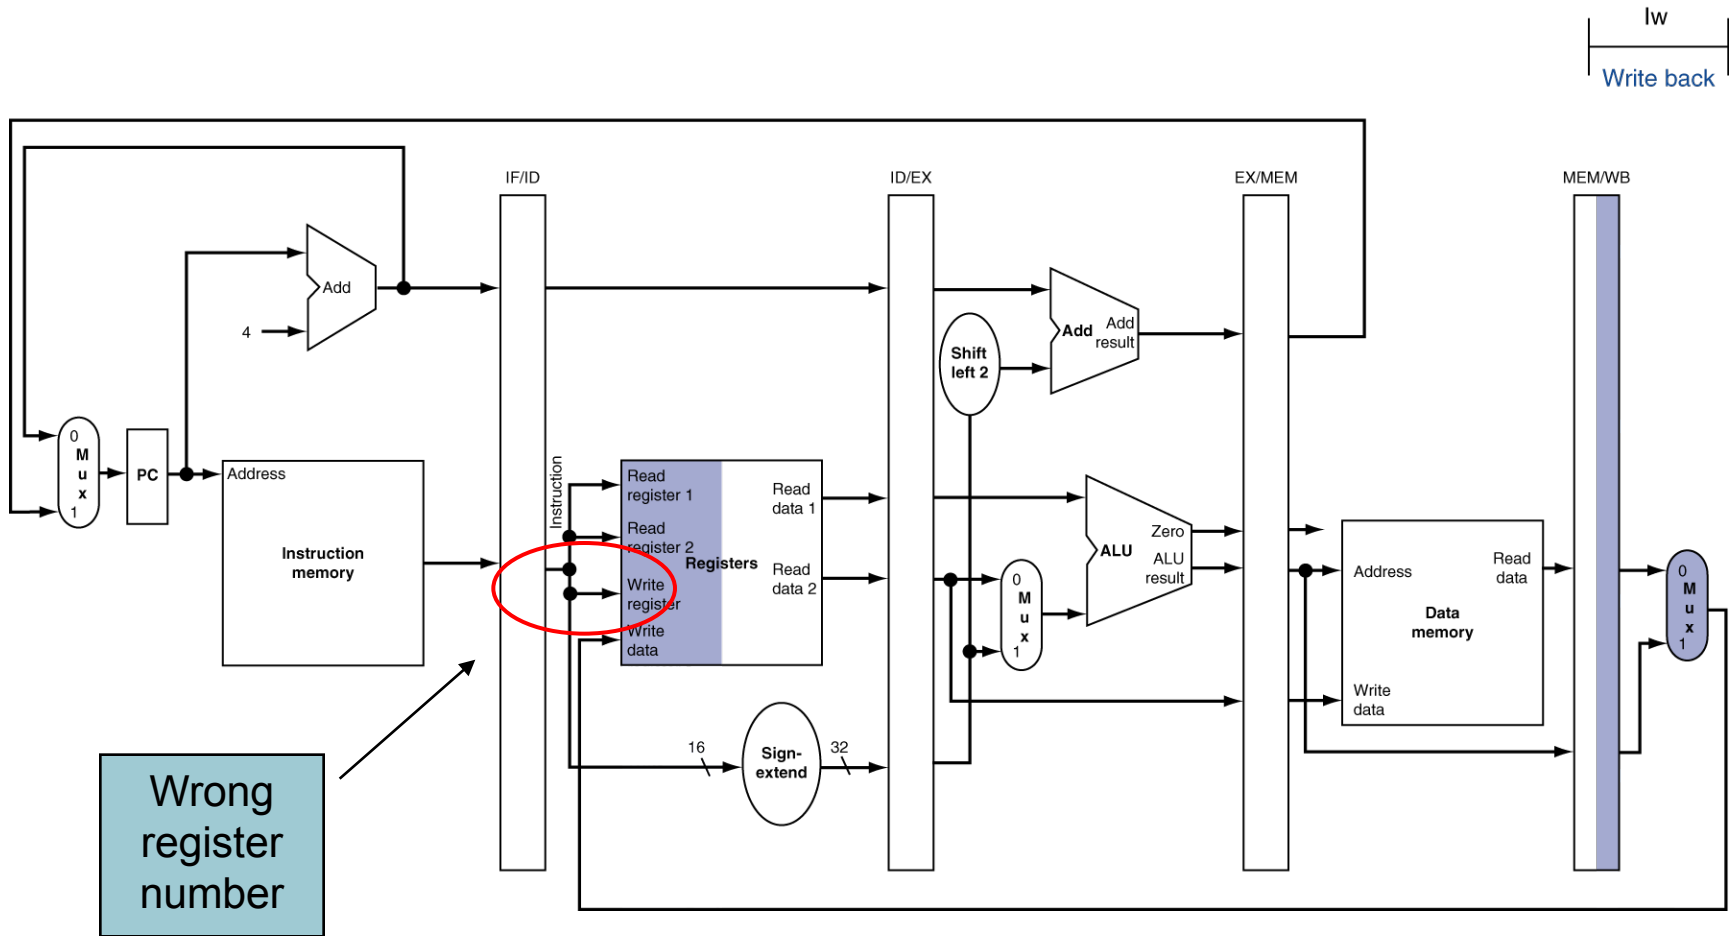 lw
Write back
IF/ID
ID/EX
EX/MEM
MEM/WB
Add
4
Shift
left 2
Add
Add
result
0
M
u
x
1
PC
Address
Instruction
memory
Instruction
Read
register 1
Read
register 2
Registers
Write
register
Write
data
Read
data 1
Read
data 2
16
Sign-
extend
32
0
M
u
x
1
Zero
ALU
ALU
result
Address
Read
data
Data
memory
Write
data
0
M
u
x
1
Wrong
register
number